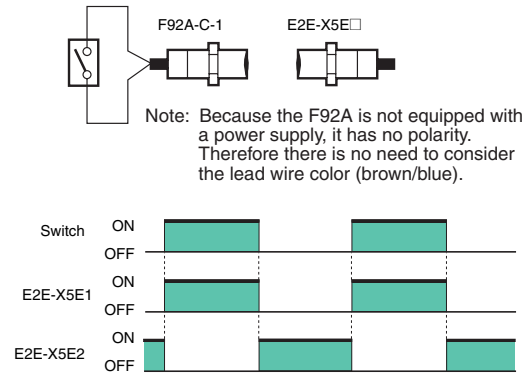 F92A-C-1 E2E-X5E□
Note: Because the F92A is not equipped with
a power supply, it has no polarity.
Therefore there is no need to consider
the lead wire color (brown/blue).
Switch ON
OFF
E2E-X5E1 ON
OFF
E2E-X5E2 ON
OFF